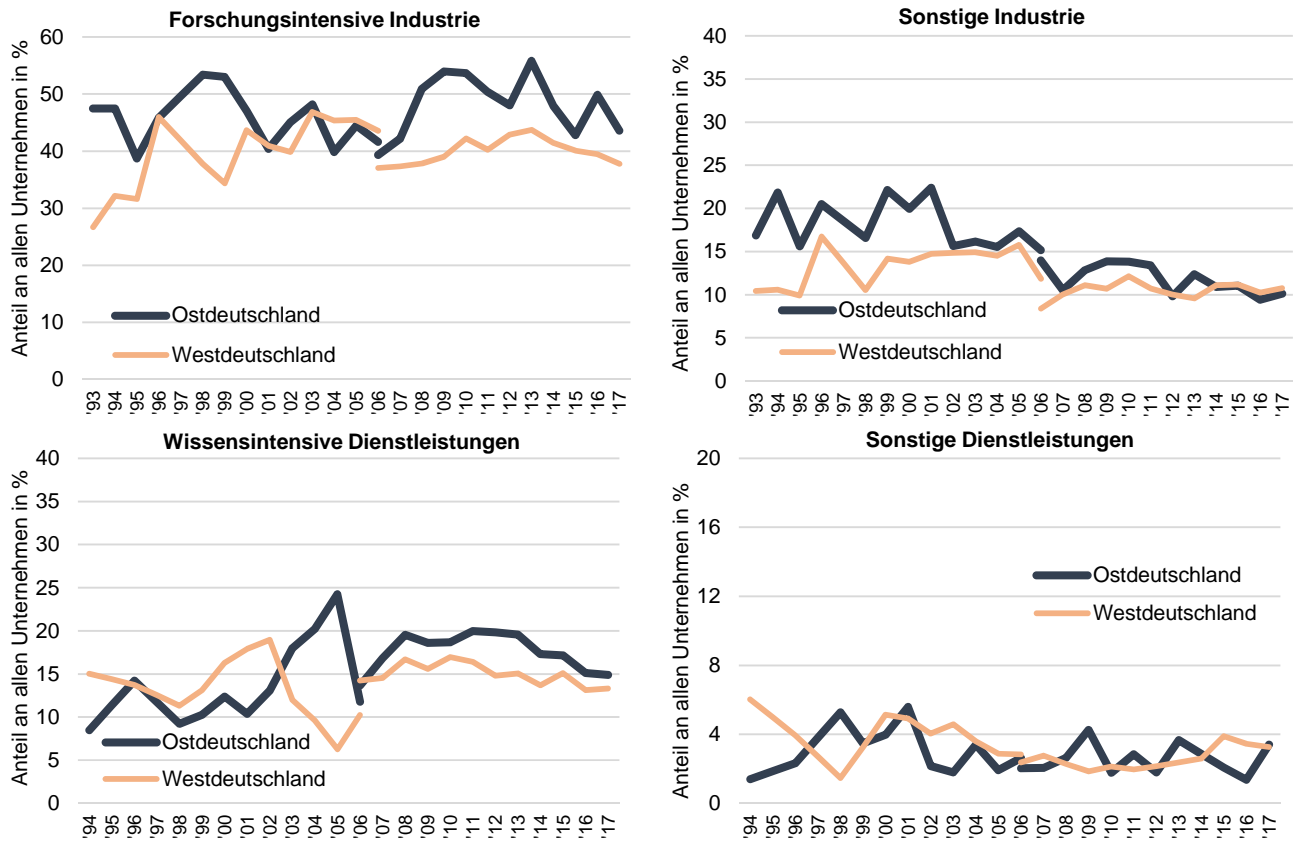 Forschungsintensive Industrie
Anteil an allen Unternehmen in %
60
50
40
30
20
10
0
Ostdeutschland
Westdeutschland
'93 '94 '95 '96 '97 '98 '99 '00 '01 '02 '03 '04 '05 '06 '07 '08 '09 '10 '11 '12 '13 '14 '15 '16 '17
Sonstige Industrie
Anteil an allen Unternehmen in %
40
35
30
25
20
15
10
5
0
Ostdeutschland
Westdeutschland
'93 '94 '95 '96 '97 '98 '99 '00 '01 '02 '03 '04 '05 '06 '07 '08 '09 '10 '11 '12 '13 '14 '15 '16 '17
Wissensintensive Dienstleistungen
Anteil an allen Unternehmen in %
40
35
30
25
20
15
10
5
0
Ostdeutschland
Westdeutschland
'94 '95 '96 '97 '98 '99 '00 '01 '02 '03 '04 '05 '06 '07 '08 '09 '10 '11 '12 '13 '14 '15 '16 '17
Sonstige Dienstleistungen
Anteil an allen Unternehmen in %
20
16
12
8
4
0
Ostdeutschland
Westdeutschland
'94 '95 '96 '97 '98 '99 '00 '01 '02 '03 '04 '05 '06 '07 '08 '09 '10 '11 '12 '13 '14 '15 '16 '17